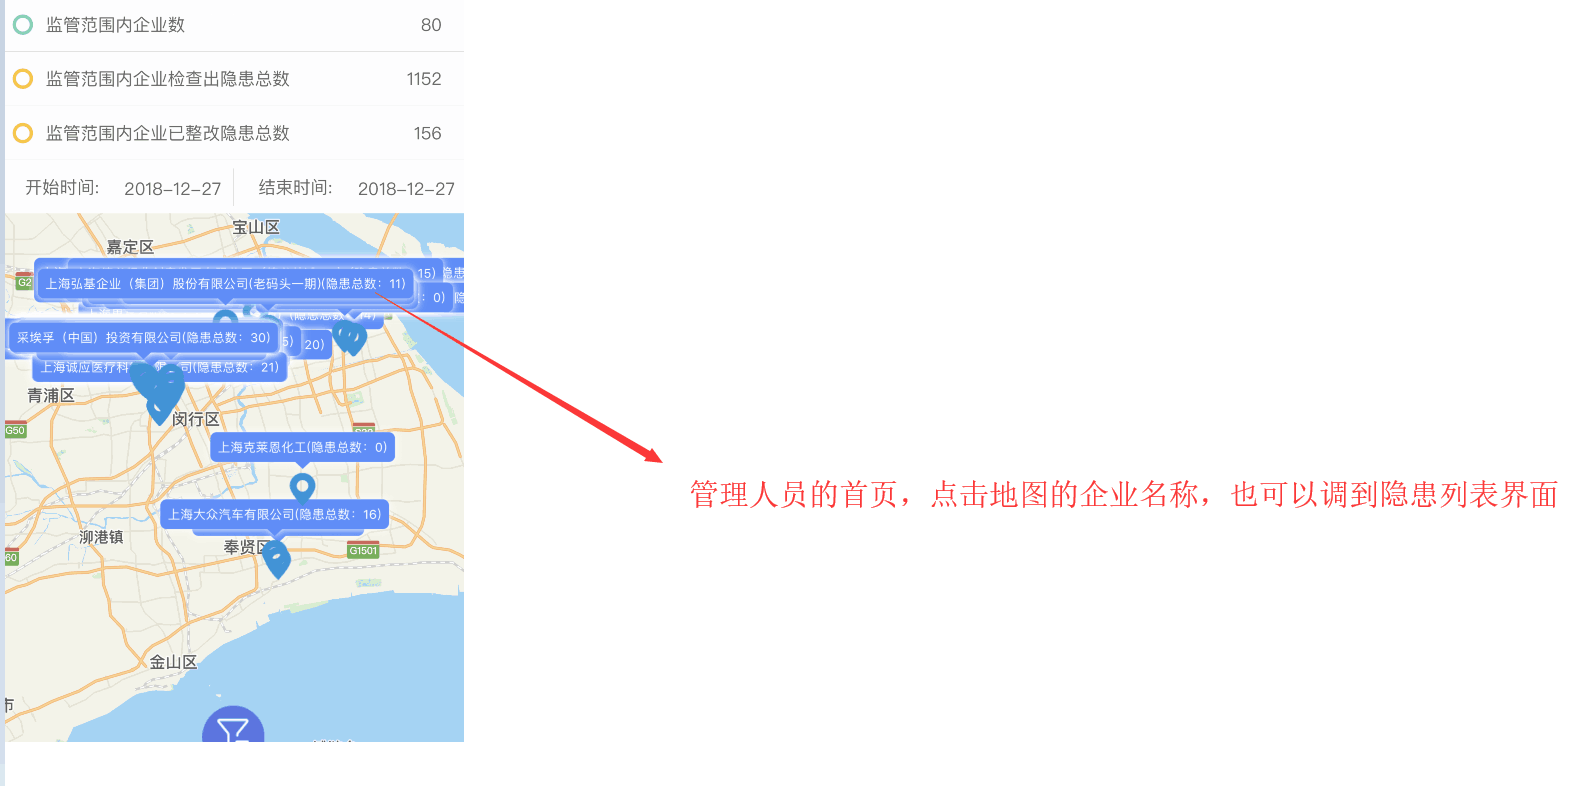 监管范围内企业数 80
监管范围内企业检查出隐患总数 1152
监管范围内企业已整改隐患总数 156
开始时间: 2018-12-27 结束时间: 2018-12-27
宝山区
嘉定区
15)
G2
上海弘基企业（集团）股份有限公司(老码头一期)(隐患总数：11)
: 0)
采埃孚（中国）投资有限公司(隐患总数：30)
5)
20)
上海诚应医疗科
司(隐患总数：21)
青浦区
闵行区
G50
上海克莱恩化工(隐患总数：0)
管理人员的首页，点击地图的企业名称，也可以调到隐患列表界面
上海大众汽车有限公司(隐患总数：16)
泖港镇
奉贤区
G1501
60
金山区
市